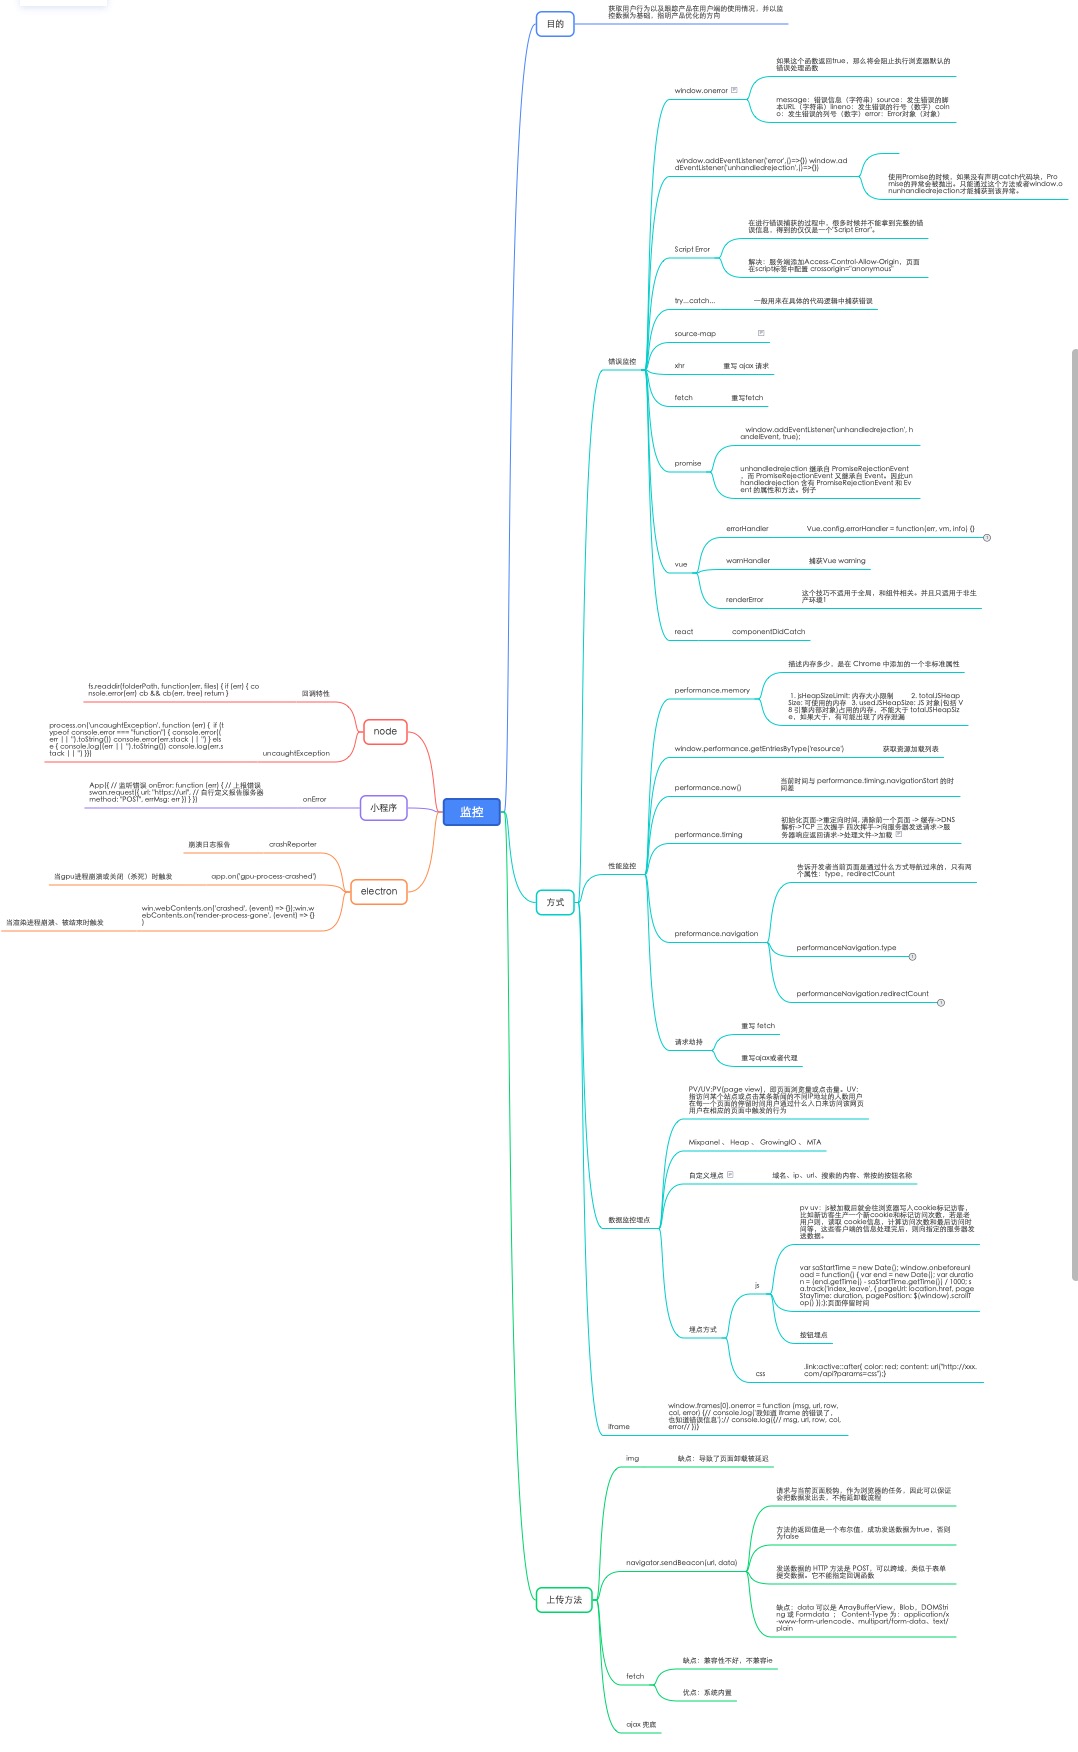 目的
获取用户行为以及跟踪产品在用户端的使用情况，并以监
控数据为基础，指明产品优化的方向
监控
方式
错误监控
window.onerror
如果这个函数返回true，那么将会阻止执行浏览器默认的
错误处理函数
message：错误信息（字符串）source：发生错误的脚
本URL（字符串）lineno：发生错误的行号（数字）coln
o：发生错误的列号（数字）error：Error对象（对象）
window.addEventListener('error',()=>{}) window.ad
dEventListener('unhandledrejection',()=>{})
使用Promise的时候，如果没有声明catch代码块，Pro
mise的异常会被抛出。只能通过这个方法或者window.o
nunhandledrejection才能捕获到该异常。
Script Error
在进行错误捕获的过程中，很多时候并不能拿到完整的错
误信息，得到的仅仅是一个"Script Error"。
解决：服务端添加Access-Control-Allow-Origin，页面
在script标签中配置 crossorigin="anonymous"
try...catch...
一般用来在具体的代码逻辑中捕获错误
source-map
xhr
重写 ajax 请求
fetch
重写fetch
promise
window.addEventListener('unhandledrejection', h
andelEvent, true);
unhandledrejection 继承自 PromiseRejectionEvent
，而 PromiseRejectionEvent 又继承自 Event。因此un
handledrejection 含有 PromiseRejectionEvent 和 Ev
ent 的属性和方法。例子
vue
errorHandler
Vue.config.errorHandler = function(err, vm, info) {}
warnHandler
捕获Vue warning
renderError
这个技巧不适用于全局，和组件相关。并且只适用于非生
产环境1
react
componentDidCatch
性能监控
performance.memory
描述内存多少，是在 Chrome 中添加的一个非标准属性
1. jsHeapSizeLimit: 内存大小限制 2. totalJSHeap
Size: 可使用的内存 3. usedJSHeapSize: JS 对象(包括 V
8 引擎内部对象)占用的内存，不能大于 totalJSHeapSiz
e，如果大于，有可能出现了内存泄漏
window.performance.getEntriesByType('resource')
获取资源加载列表
performance.now()
当前时间与 performance.timing.navigationStart 的时
间差
performance.timing
初始化页面->重定向时间, 清除前一个页面 -> 缓存->DNS
解析->TCP 三次握手 四次挥手->向服务器发送请求->服
务器响应返回请求->处理文件->加载
preformance.navigation
告诉开发者当前页面是通过什么方式导航过来的，只有两
个属性：type，redirectCount
performanceNavigation.type
performanceNavigation.redirectCount
请求劫持
重写 fetch
重写ajax或者代理
数据监控埋点
PV/UV:PV(page view)，即页面浏览量或点击量。UV:
指访问某个站点或点击某条新闻的不同IP地址的人数用户
在每一个页面的停留时间用户通过什么入口来访问该网页
用户在相应的页面中触发的行为
Mixpanel 、 Heap 、 GrowingIO 、 MTA
自定义埋点
域名、ip、url、搜索的内容、常按的按钮名称
埋点方式
js
pv uv：js被加载后就会往浏览器写入cookie标记访客，
比如新访客生产一个新cookie和标记访问次数，若是老
用户则，读取 cookie信息，计算访问次数和最后访问时
间等，这些客户端的信息处理完后，则向指定的服务器发
送数据。
var saStartTime = new Date(); window.onbeforeunl
oad = function() { var end = new Date(); var duratio
n = (end.getTime() - saStartTime.getTime()) / 1000; s
a.track('index_leave', { pageUrl: location.href, page
StayTime: duration, pagePosition: $(window).scrollT
op() });};页面停留时间
按钮埋点
css
.link:active::after{ color: red; content: url("http://xxx.
com/api?params=css");}
iframe
window.frames[0].onerror = function (msg, url, row,
col, error) {// console.log('我知道 iframe 的错误了，
也知道错误信息');// console.log({// msg, url, row, col,
error// })}
上传方法
img
缺点：导致了页面卸载被延迟
navigator.sendBeacon(url, data)
请求与当前页面脱钩，作为浏览器的任务，因此可以保证
会把数据发出去，不拖延卸载流程
方法的返回值是一个布尔值，成功发送数据为true，否则
为false
发送数据的 HTTP 方法是 POST，可以跨域，类似于表单
提交数据。它不能指定回调函数
缺点：data 可以是 ArrayBufferView、Blob、DOMStri
ng 或 Formdata ； Content-Type 为：application/x
-www-form-urlencode、multipart/form-data、text/
plain
fetch
缺点：兼容性不好，不兼容ie
优点：系统内置
ajax 兜底
node
回调特性
fs.readdir(folderPath, function(err, files) { if (err) { co
nsole.error(err) cb && cb(err, tree) return }
uncaughtException
process.on('uncaughtException', function (err) { if (t
ypeof console.error === "function") { console.error((
err || '').toString()) console.error(err.stack || '') } els
e { console.log((err || '').toString()) console.log(err.s
tack || '') }})
小程序
onError
App({ // 监听错误 onError: function (err) { // 上报错误
swan.request({ url: "https://url", // 自行定义报告服务器
method: "POST", errMsg: err }) } })
electron
crashReporter
崩溃日志报告
app.on('gpu-process-crashed')
当gpu进程崩溃或关闭（杀死）时触发
win.webContents.on('crashed', (event) => {});win.w
ebContents.on('render-process-gone', (event) => {}
)
当渲染进程崩溃、被结束时触发